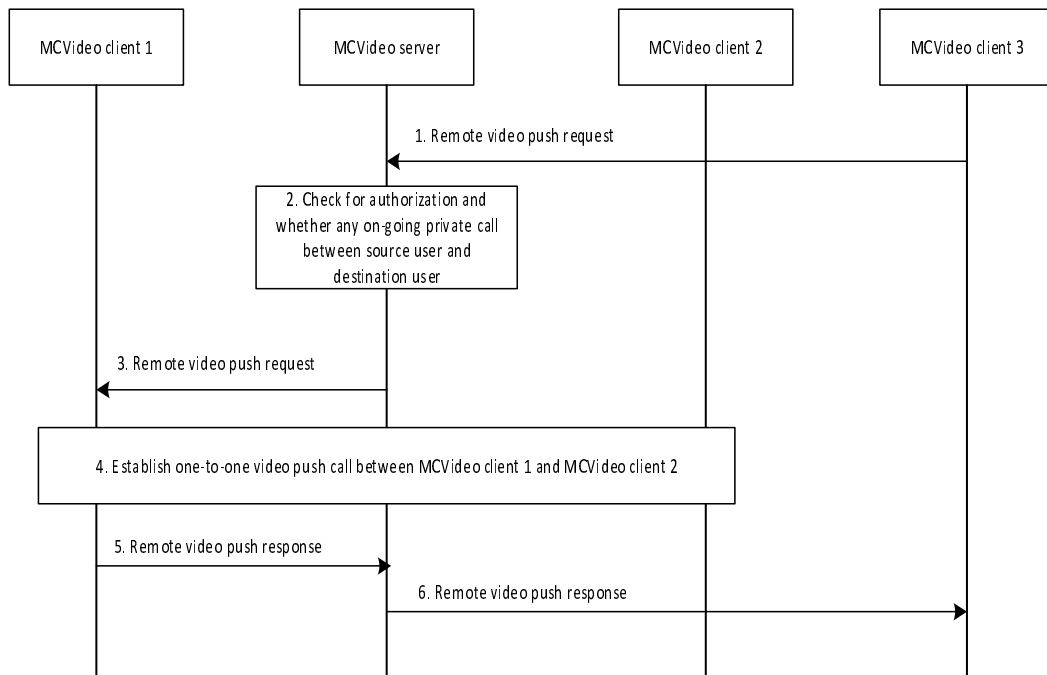 MCVideo client 1
MCVideo server
MCVideo client 2
MCVideo client 3
1. Remote video push request
2. Check for authorization and
whether any on-going private call
between source user and
destination user
3. Remote video push request
4. Establish one-to-one video push call between MCVideo client 1 and MCVideo client 2
5. Remote video push response
6. Remote video push response